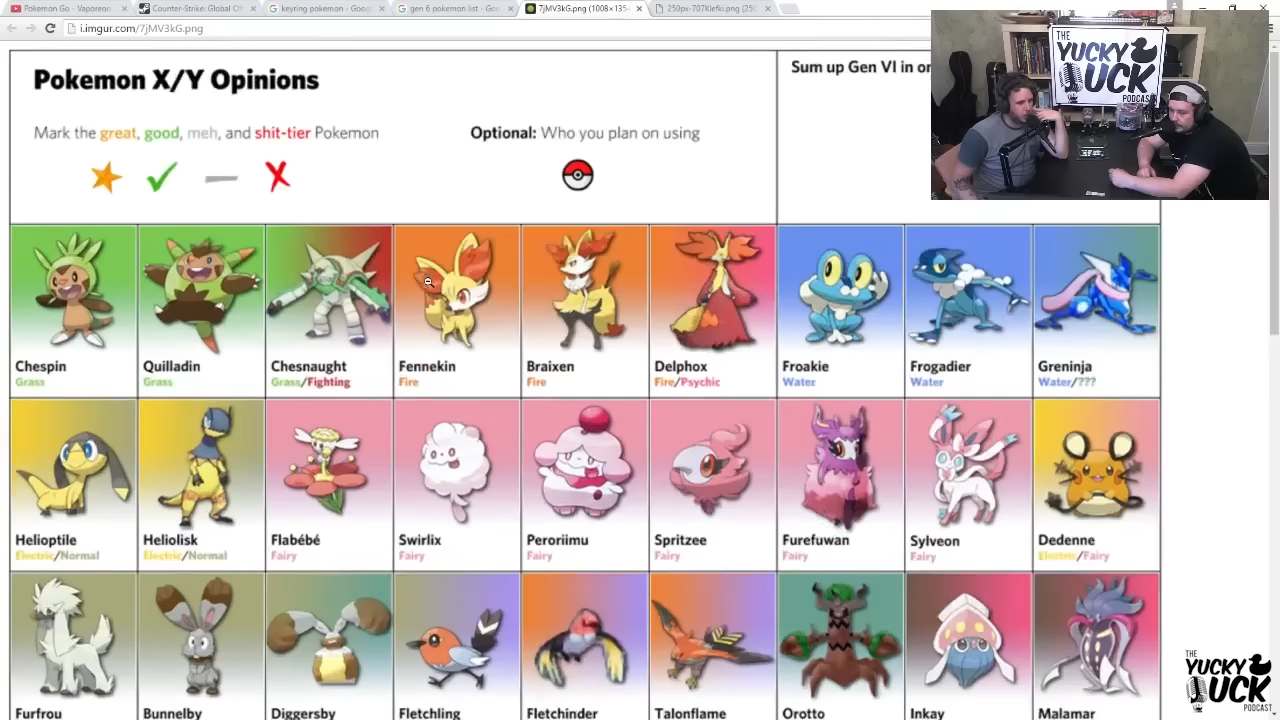 Pokemon Go - Vaporeon
Counter-Strike: Global Of
keyring pokemon - Goog
gen 6 pokemon list - Goo
7jMV3kG.png (1008×135
250px-707Klefki.png (250
i.imgur.com/7jMV3kG.png
THE
YUCKY
DUCK
PODCAST
Pokemon X/Y Opinions
Sum up Gen VI in on
Mark the great, good, meh, and shit-tier Pokemon
Optional: Who you plan on using
Chespin
Quilladin
Chesnaught
Fennekin
Braixen
Delphox
Froakie
Frogadier
Greninja
Grass
Grass
Grass/Fighting
Fire
Fire
Fire/Psychic
Water
Water
Water/???
Helioptile
Heliolisk
Flabébé
Swirlix
Peroriimu
Spritzee
Furefuwan
Sylveon
Dedenne
Electric/Normal
Electric/Normal
Fairy
Fairy
Fairy
Fairy
Fairy
Fairy
Electric/Fairy
Furfrou
Bunnelby
Diggersby
Fletchling
Fletchinder
Talonflame
Orotto
Inkay
Malamar
THE
YUCKY
DUCK
PODCAST